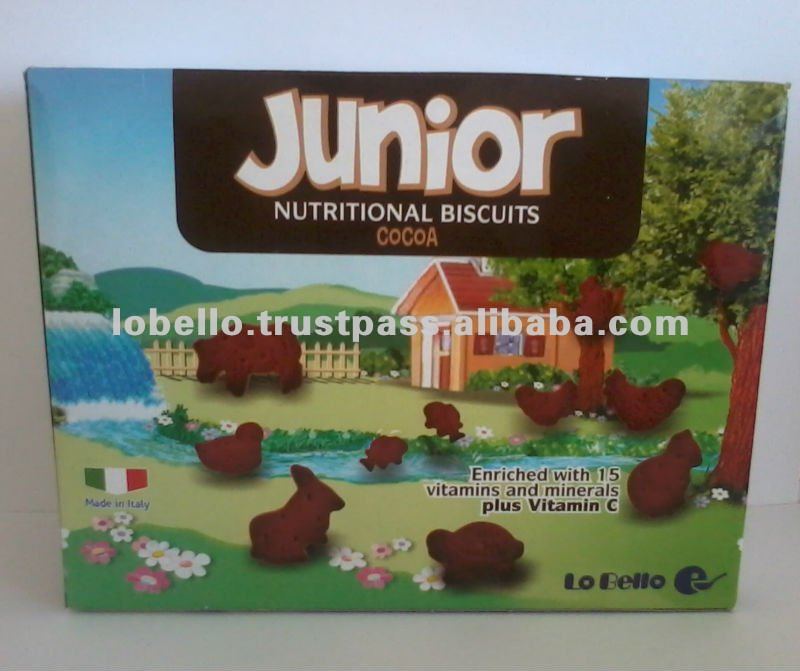 Junior
NUTRITIONAL BISCUITS
COCOA
lobello.trustpass.alibaba.com
Enriched with 15
vitamins and minerals
plus Vitamin C
Made in Italy
Lo Bello